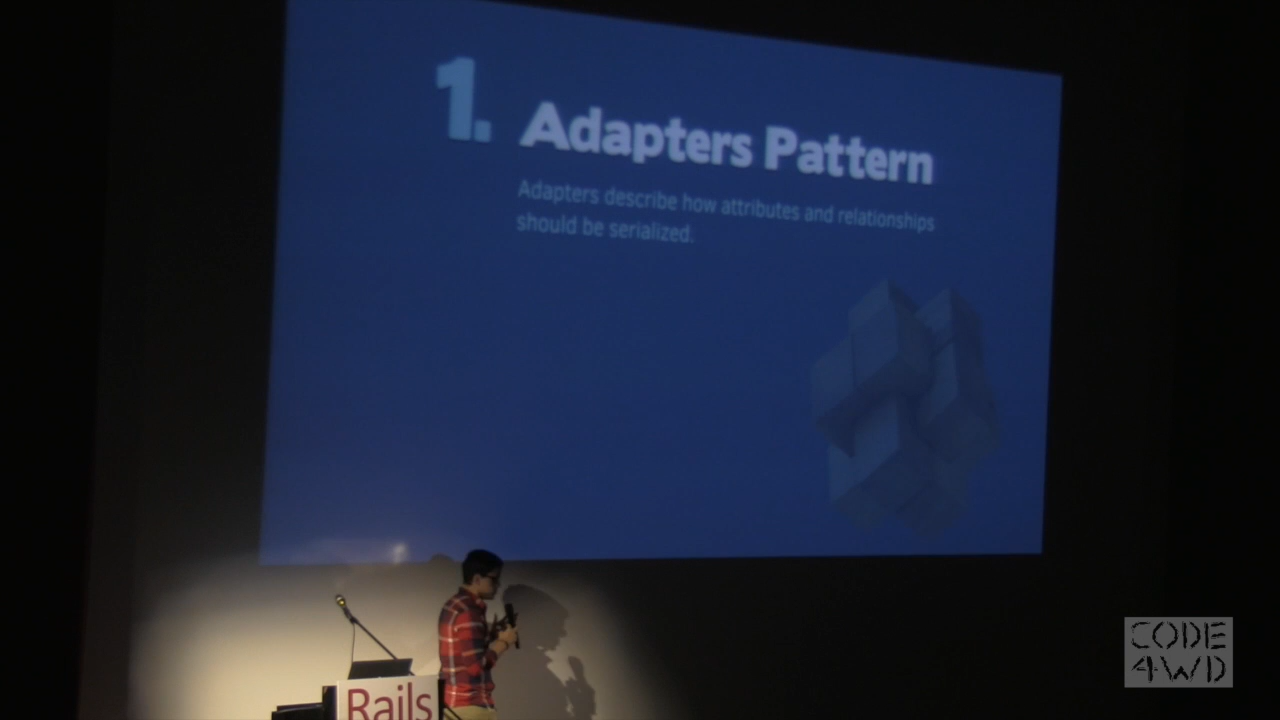 1. Adapters Pattern
Adapters describe how attributes and relationships
should be serialized.
Rails
CODE
4WD